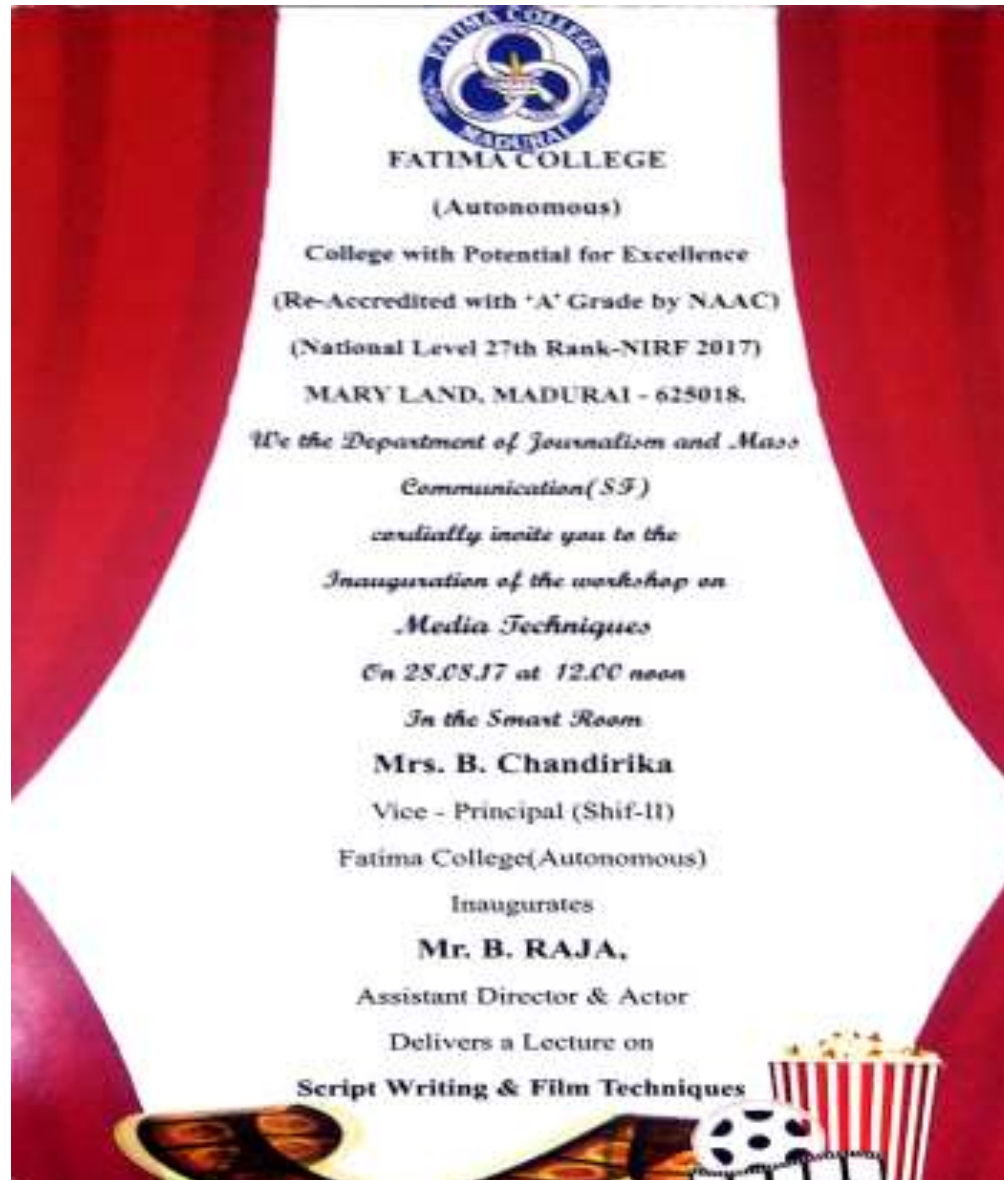 FATIMA COLLEGE
MADURAI
FATIMA COLLEGE
(Autonomous)
College with Potential for Excellence
(Re-Accredited with 'A' Grade by NAAC)
(National Level 27th Rank-NIRF 2017)
MARY LAND, MADURAI - 625018.
We the Department of Journalism and Mass
Communication(SF)
cordially invite you to the
Inauguration of the workshop on
Media Techniques
On 28.08.17 at 12.00 noon
In the Smart Room
Mrs. B. Chandirika
Vice - Principal (Shif-II)
Fatima College(Autonomous)
Inaugurates
Mr. B. RAJA,
Assistant Director & Actor
Delivers a Lecture on
Script Writing & Film Techniques